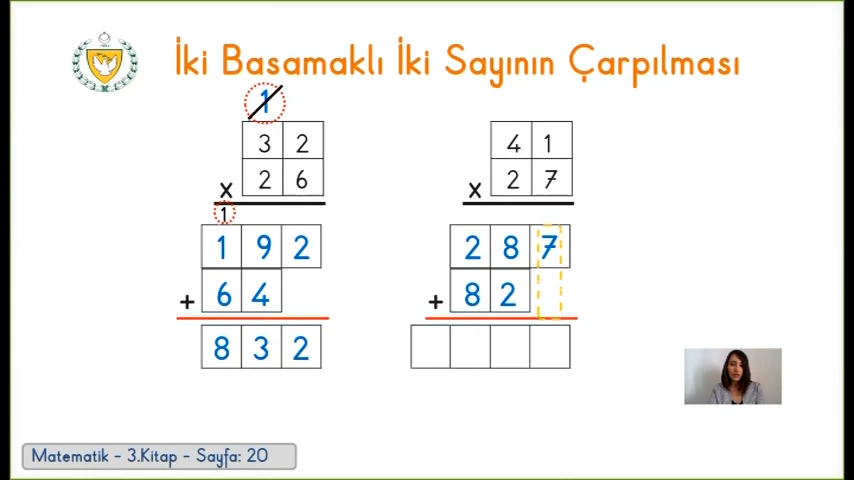 İki Basamaklı İki Sayının Çarpılması
1
3 2
x 2 6
1
1 9 2
+ 6 4
8 3 2
4 1
x 2 7
2 8 7
+ 8 2
Matematik - 3.Kitap - Sayfa: 20